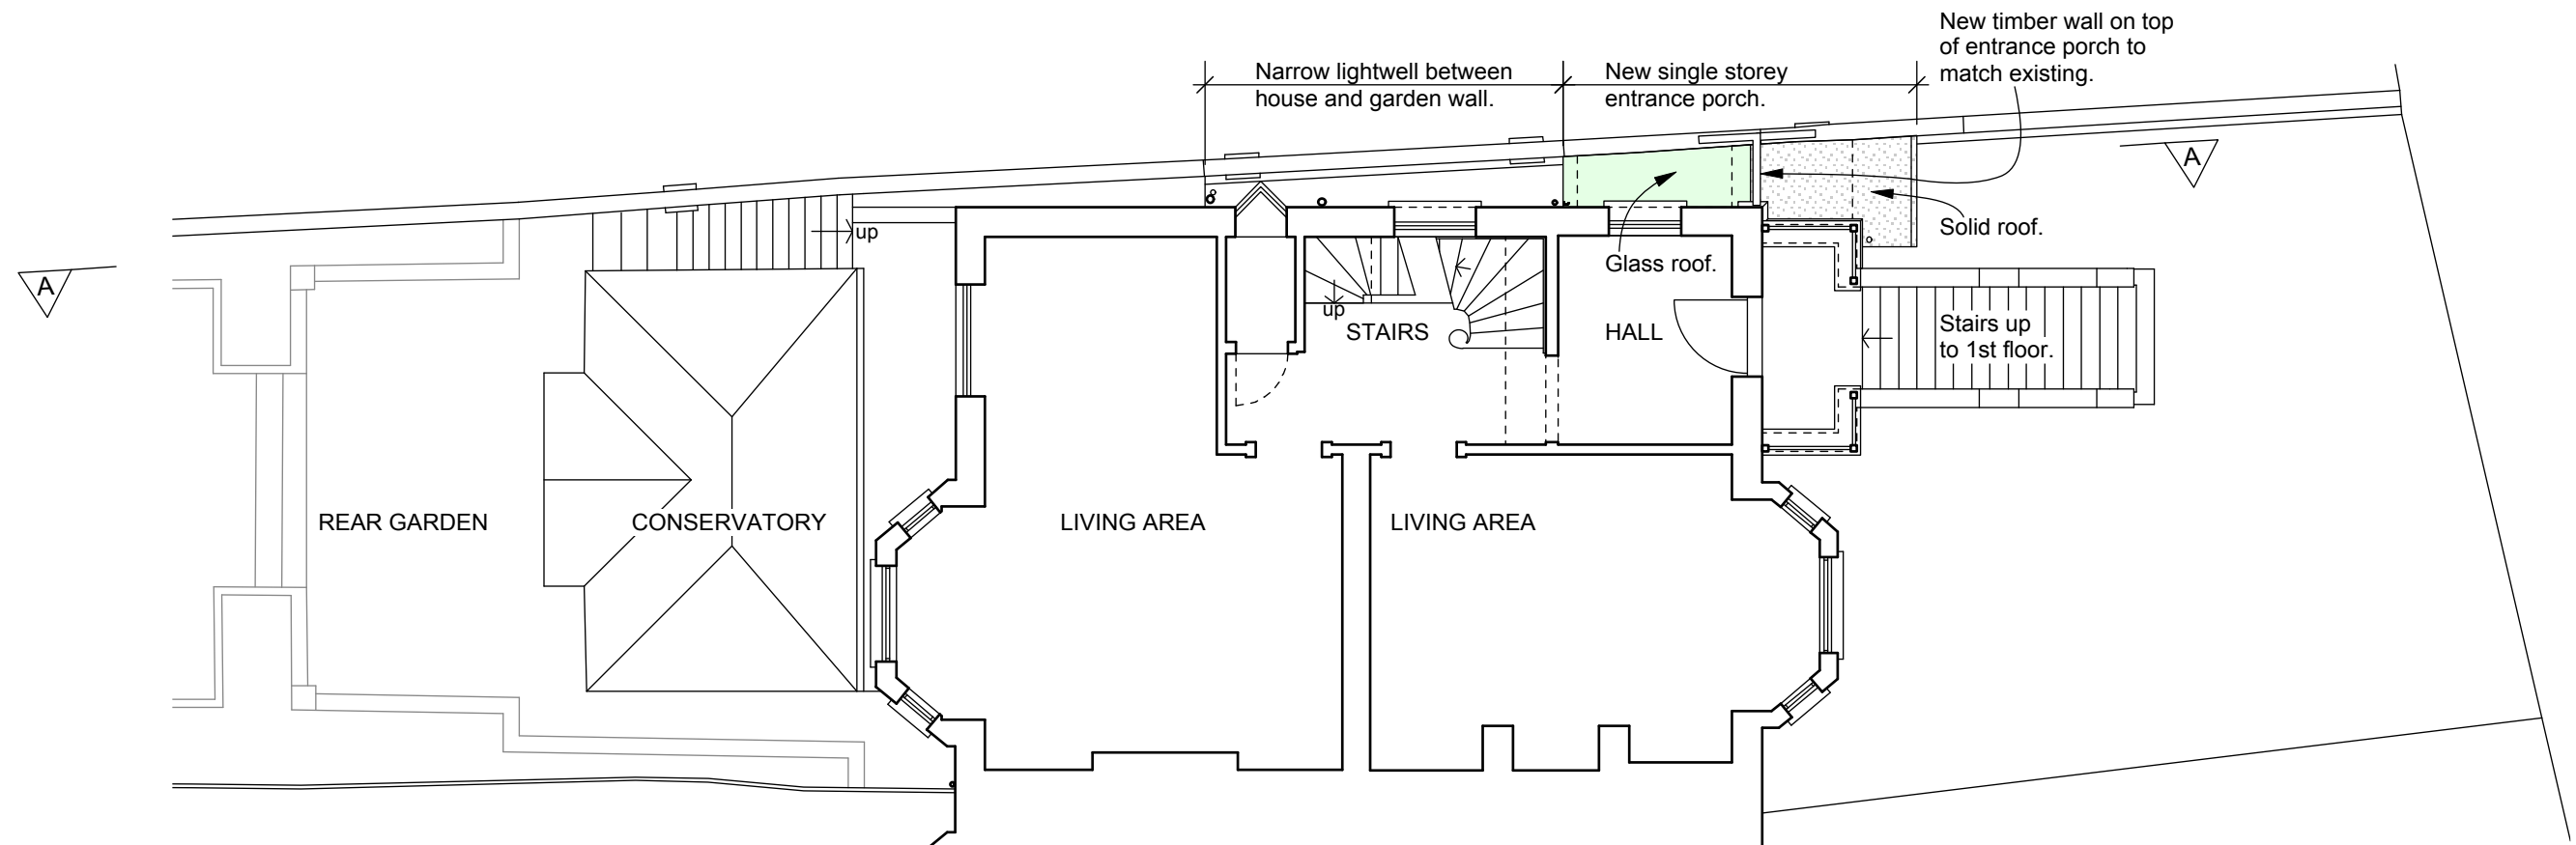 New timber wall on top
of entrance porch to
match existing.
Narrow lightwell between
house and garden wall.
New single storey
entrance porch.
A
A
Solid roof.
up
Glass roof.
up
STAIRS
HALL
Stairs up
to 1st floor.
REAR GARDEN
CONSERVATORY
LIVING AREA
LIVING AREA